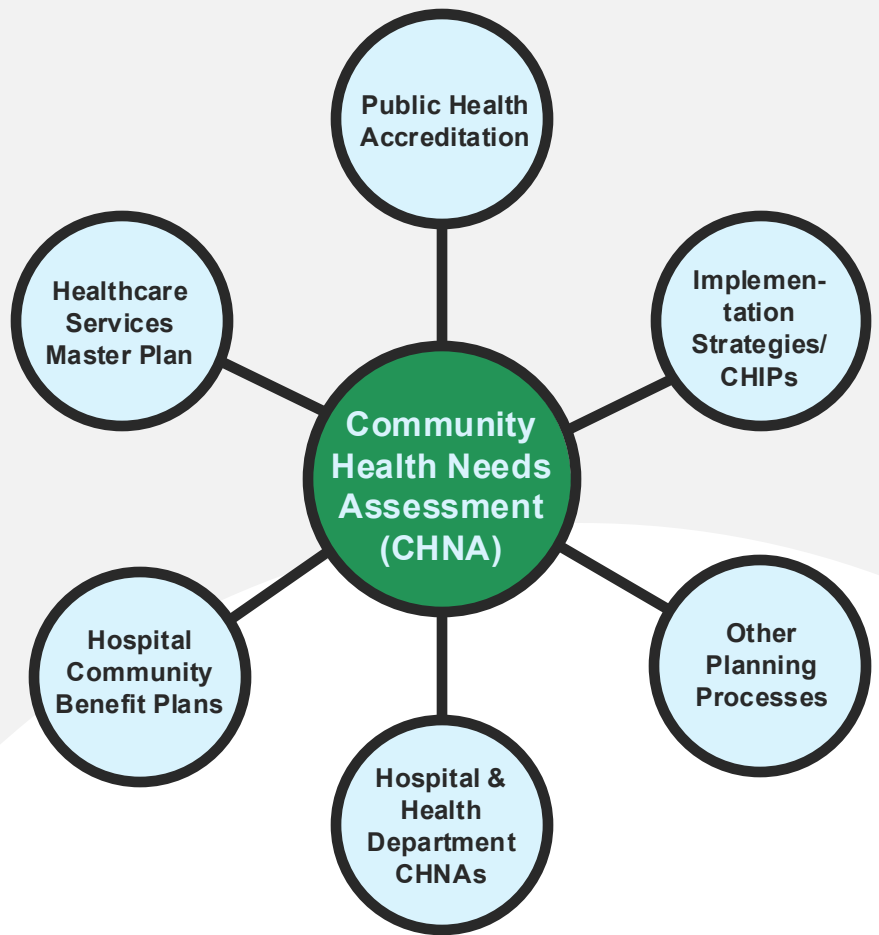 Public Health
Accreditation
Implemen-
tation
Strategies/
CHIPs
Healthcare
Services
Master Plan
Community
Health Needs
Assessment
(CHNA)
Hospital
Community
Benefit Plans
Other
Planning
Processes
Hospital &
Health
Department
CHNAs